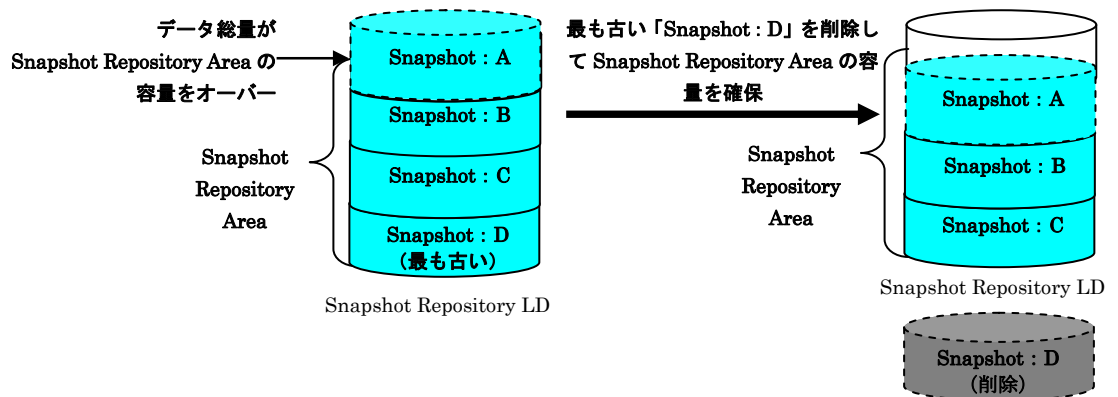 データ総量が
Snapshot Repository Area の
容量をオーバー
Snapshot：A
Snapshot：B
Snapshot：C
Snapshot：D
（最も古い）
Snapshot
Repository
Area
Snapshot Repository LD
最も古い「Snapshot：D」を削除し
て Snapshot Repository Area の容
量を確保
Snapshot：A
Snapshot：B
Snapshot：C
Snapshot
Repository
Area
Snapshot Repository LD
Snapshot：D
（削除）